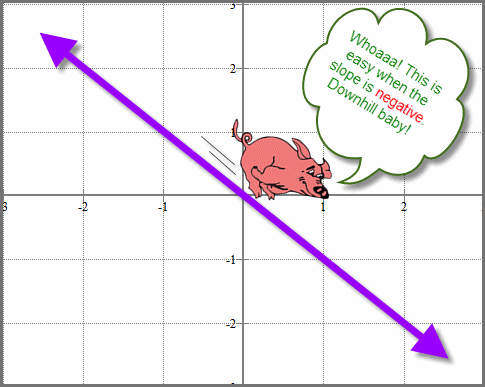 3
Whoaaa! This is
easy when the
slope is negative.
Downhill baby!
2
1
3
-2
-1
1
2
-1
-2